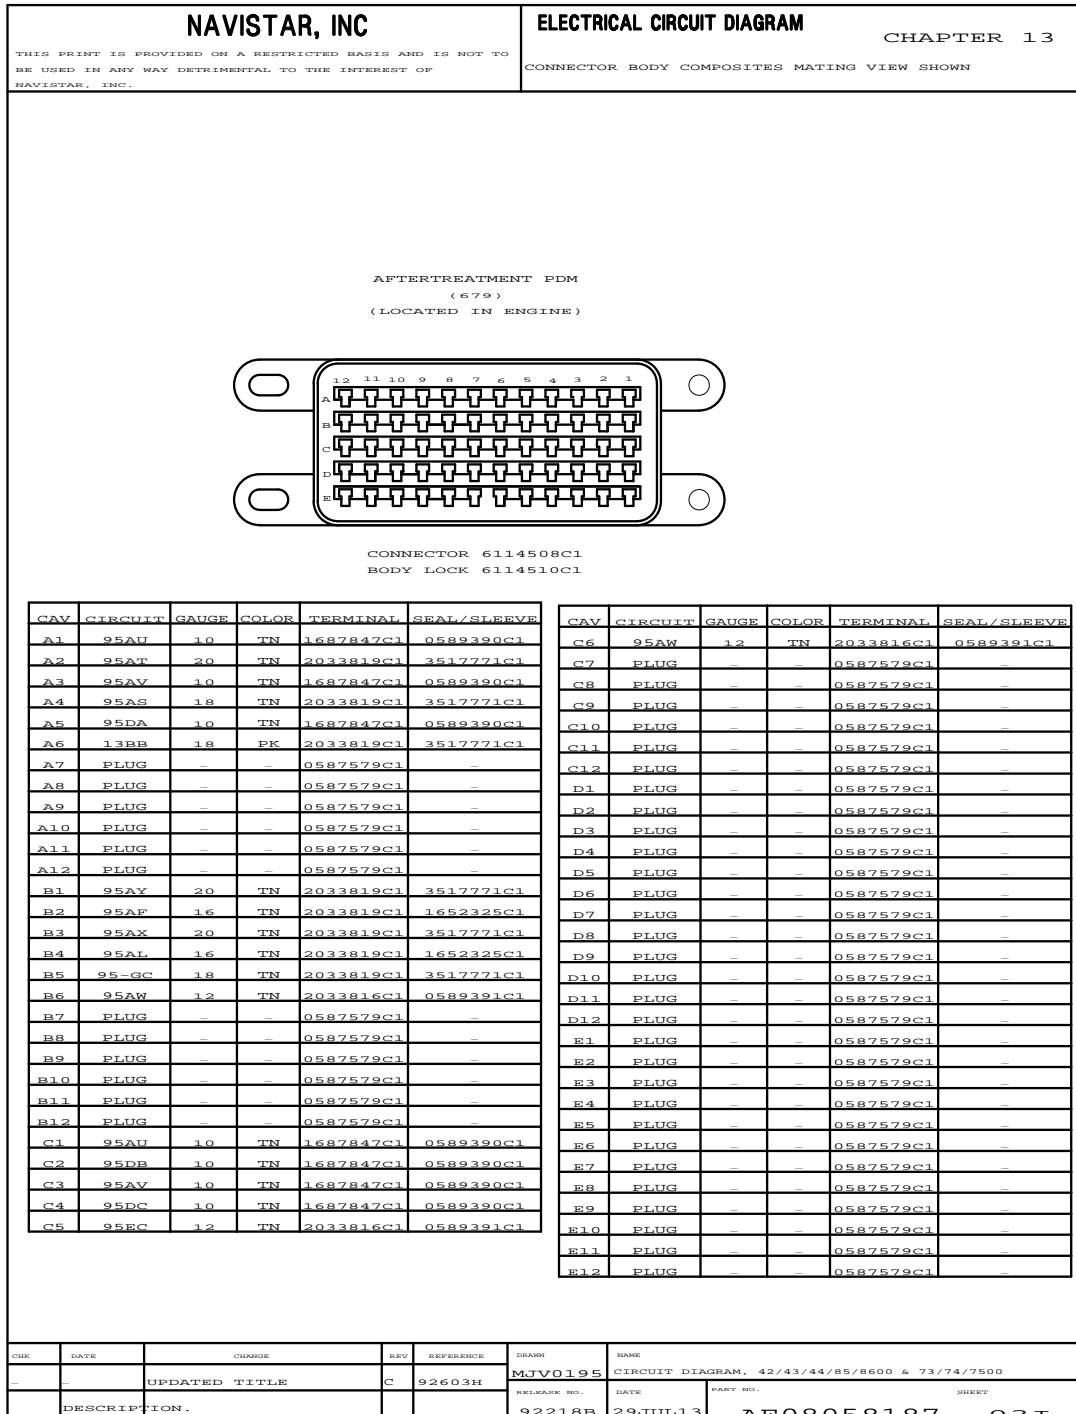 NAVISTAR, INC
THIS PRINT IS PROVIDED ON A RESTRICTED BASIS AND IS NOT TO
BE USED IN ANY WAY DETRIMENTAL TO THE INTEREST OF
NAVISTAR, INC.
ELECTRICAL CIRCUIT DIAGRAM
CHAPTER 13
CONNECTOR BODY COMPOSITES MATING VIEW SHOWN
AFTERTREATMENT PDM
(679)
(LOCATED IN ENGINE)
12 11 10 9 8 7 6 5 4 3 2 1
A
B
C
D
E
CONNECTOR 6114508C1
BODY LOCK 6114510C1
CAV CIRCUIT GAUGE COLOR TERMINAL SEAL/SLEEVE
A1 95AU 10 TN 1687847C1 0589390C1
A2 95AT 20 TN 2033819C1 3517771C1
A3 95AV 10 TN 1687847C1 0589390C1
A4 95AS 18 TN 2033819C1 3517771C1
A5 95DA 10 TN 1687847C1 0589390C1
A6 13BB 18 PK 2033819C1 3517771C1
A7 PLUG – – 0587579C1 –
A8 PLUG – – 0587579C1 –
A9 PLUG – – 0587579C1 –
A10 PLUG – – 0587579C1 –
A11 PLUG – – 0587579C1 –
A12 PLUG – – 0587579C1 –
B1 95AY 20 TN 2033819C1 3517771C1
B2 95AF 16 TN 2033819C1 1652325C1
B3 95AX 20 TN 2033819C1 3517771C1
B4 95AL 16 TN 2033819C1 1652325C1
B5 95-GC 18 TN 2033819C1 3517771C1
B6 95AW 12 TN 2033816C1 0589391C1
B7 PLUG – – 0587579C1 –
B8 PLUG – – 0587579C1 –
B9 PLUG – – 0587579C1 –
B10 PLUG – – 0587579C1 –
B11 PLUG – – 0587579C1 –
B12 PLUG – – 0587579C1 –
C1 95AU 10 TN 1687847C1 0589390C1
C2 95DB 10 TN 1687847C1 0589390C1
C3 95AV 10 TN 1687847C1 0589390C1
C4 95DC 10 TN 1687847C1 0589390C1
C5 95EC 12 TN 2033816C1 0589391C1
CAV CIRCUIT GAUGE COLOR TERMINAL SEAL/SLEEVE
C6 95AW 12 TN 2033816C1 0589391C1
C7 PLUG – – 0587579C1 –
C8 PLUG – – 0587579C1 –
C9 PLUG – – 0587579C1 –
C10 PLUG – – 0587579C1 –
C11 PLUG – – 0587579C1 –
C12 PLUG – – 0587579C1 –
D1 PLUG – – 0587579C1 –
D2 PLUG – – 0587579C1 –
D3 PLUG – – 0587579C1 –
D4 PLUG – – 0587579C1 –
D5 PLUG – – 0587579C1 –
D6 PLUG – – 0587579C1 –
D7 PLUG – – 0587579C1 –
D8 PLUG – – 0587579C1 –
D9 PLUG – – 0587579C1 –
D10 PLUG – – 0587579C1 –
D11 PLUG – – 0587579C1 –
D12 PLUG – – 0587579C1 –
E1 PLUG – – 0587579C1 –
E2 PLUG – – 0587579C1 –
E3 PLUG – – 0587579C1 –
E4 PLUG – – 0587579C1 –
E5 PLUG – – 0587579C1 –
E6 PLUG – – 0587579C1 –
E7 PLUG – – 0587579C1 –
E8 PLUG – – 0587579C1 –
E9 PLUG – – 0587579C1 –
E10 PLUG – – 0587579C1 –
E11 PLUG – – 0587579C1 –
E12 PLUG – – 0587579C1 –
CHK DATE CHANGE REV REFERENCE DRAWN NAME
– – UPDATED TITLE C 92603H MJV0195 CIRCUIT DIAGRAM, 42/43/44/85/8600 & 73/74/7500
RELEASE NO. DATE PART NO. SHEET
DESCRIPTION. 92218B 29JUL13 AE08058187